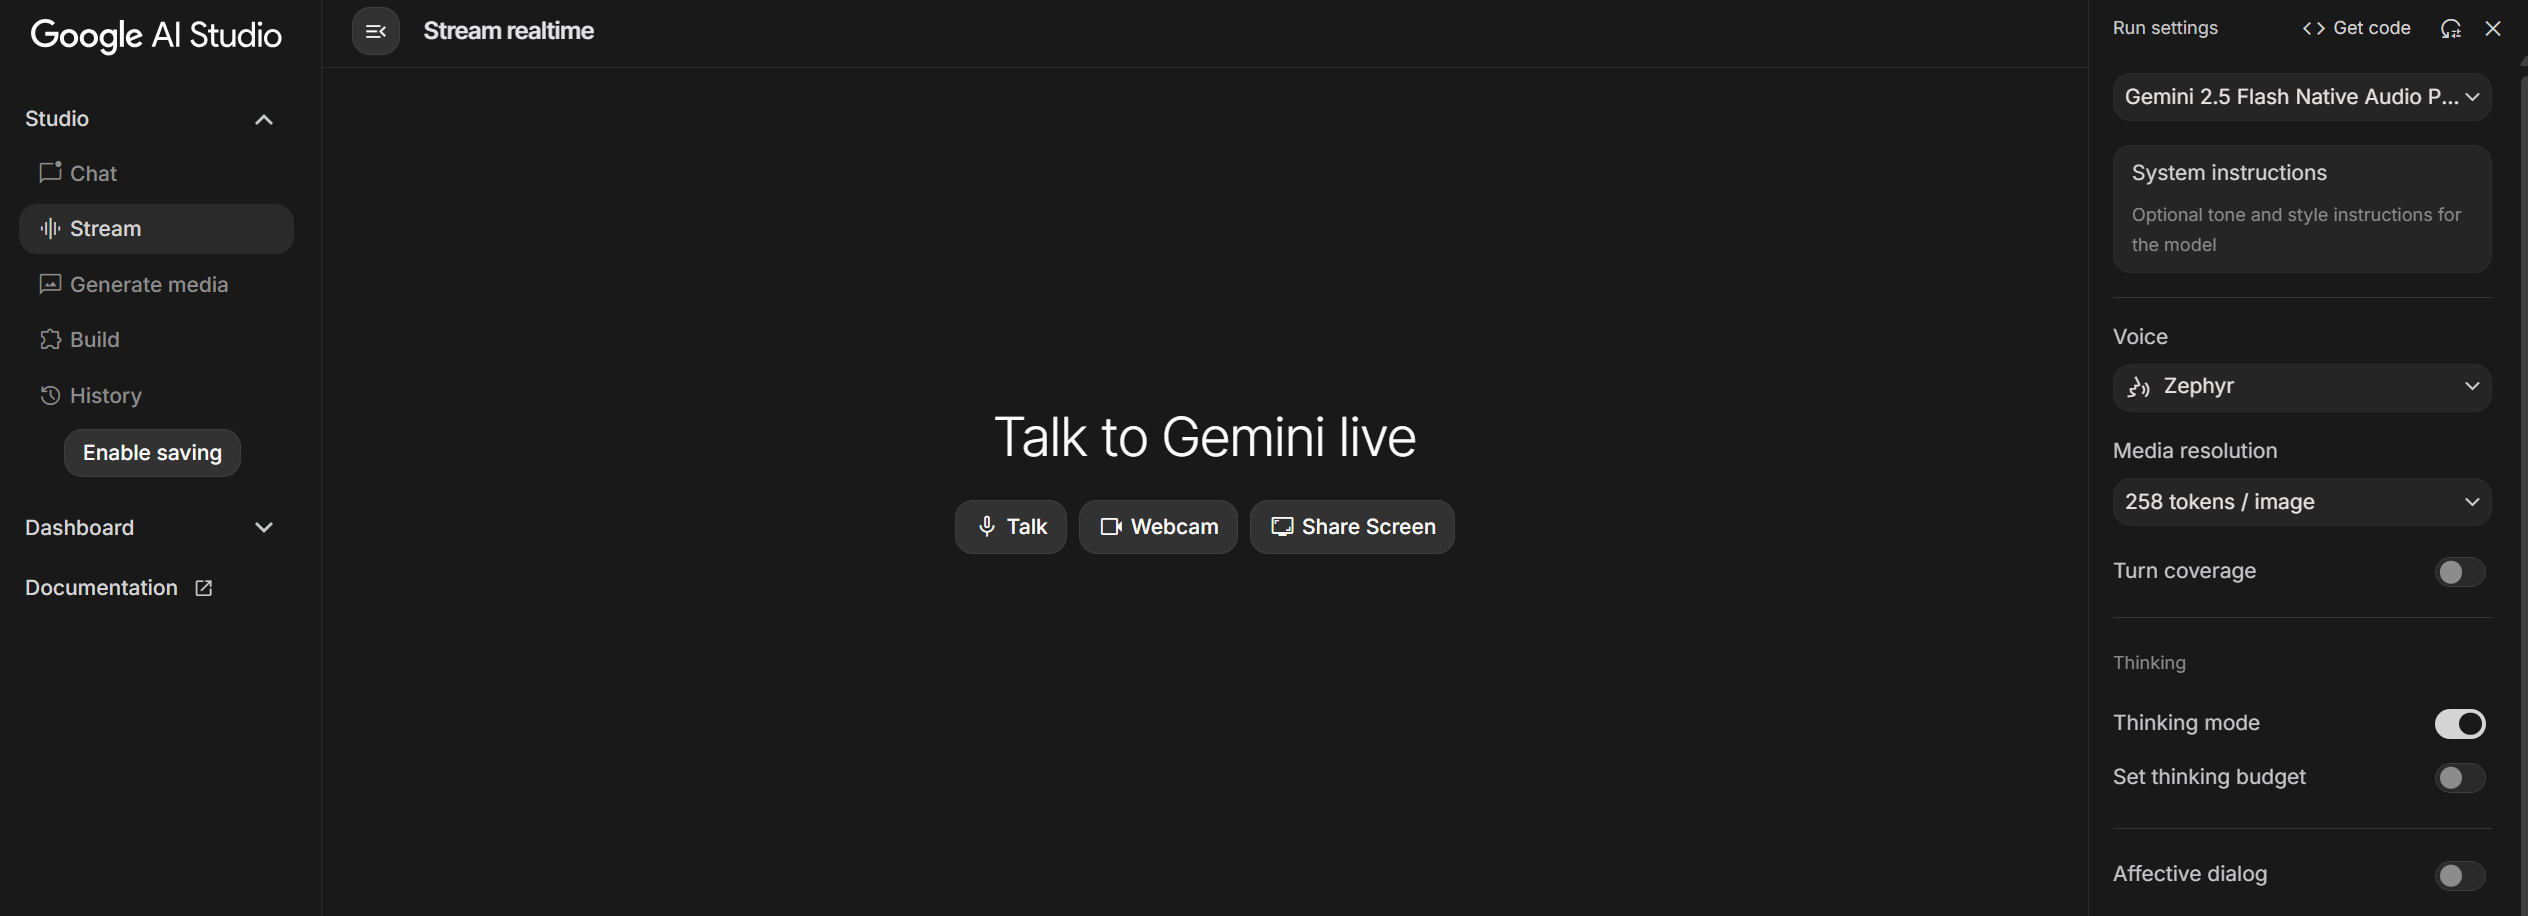 Google AI Studio
Studio
Chat
Stream
Generate media
Build
History
Enable saving
Dashboard
Documentation
Stream realtime
Talk to Gemini live
Talk
Webcam
Share Screen
Run settings
<> Get code
Gemini 2.5 Flash Native Audio P...
System instructions
Optional tone and style instructions for
the model
Voice
Zephyr
Media resolution
258 tokens / image
Turn coverage
Thinking
Thinking mode
Set thinking budget
Affective dialog